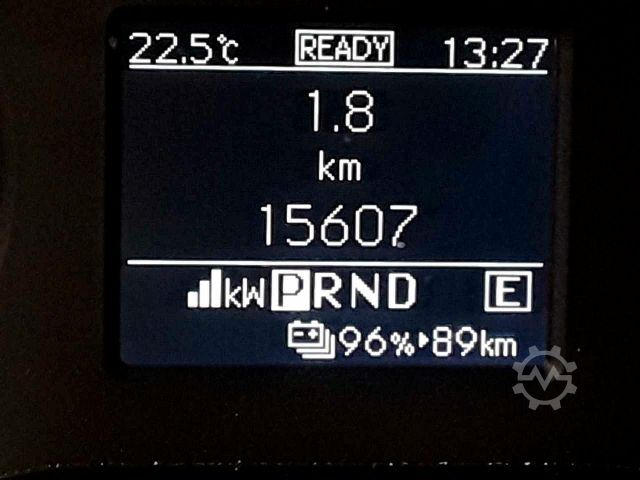 22.5°C READY 13:27
1.8
km
15607
kW PRND E
96% 89km